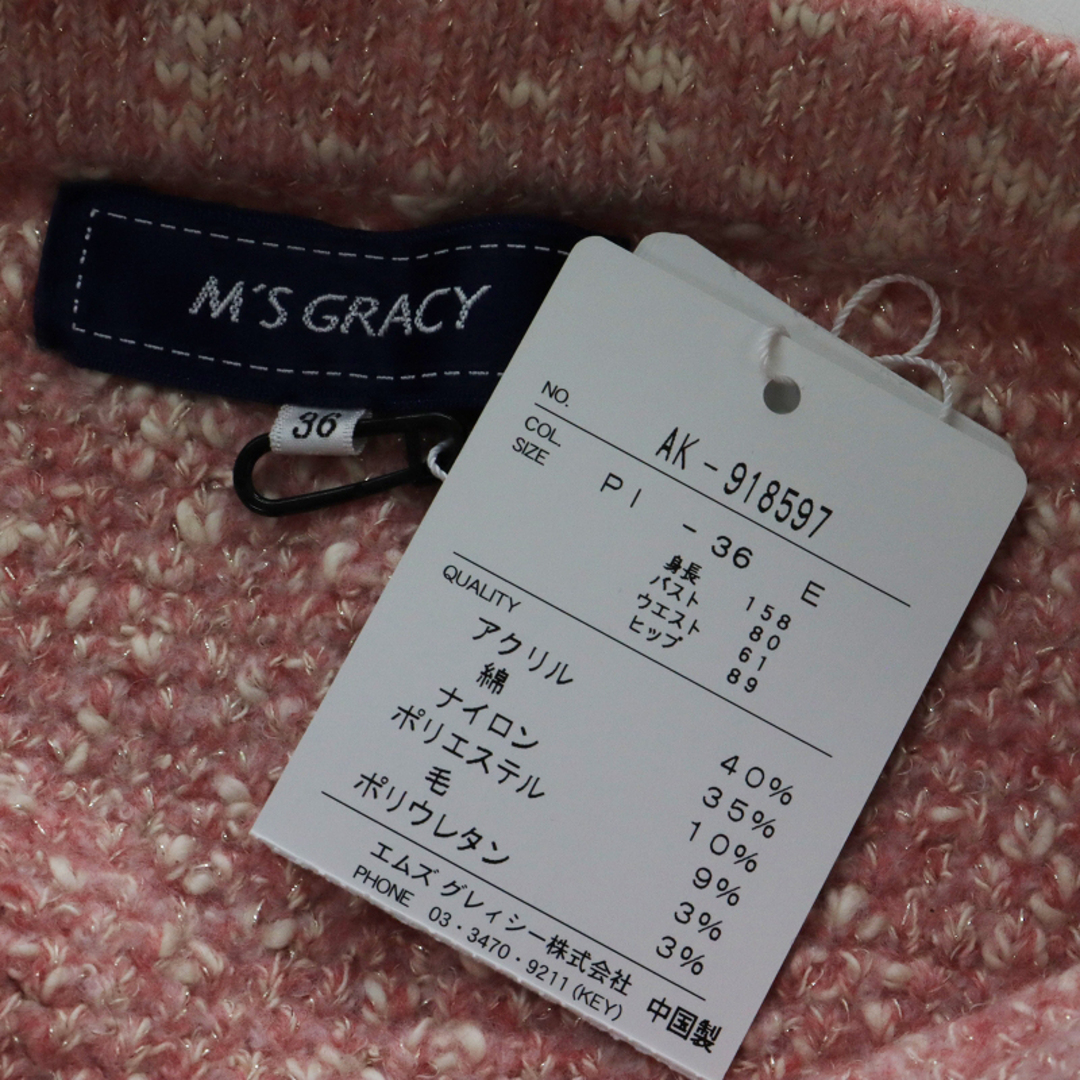 M'S GRACY
36
NO. AK-918597
COL. PI
SIZE -36 E
身長 158
バスト 80
ウエスト 61
ヒップ 89
QUALITY
アクリル 40%
綿 35%
ナイロン 10%
ポリエステル 9%
毛 3%
ポリウレタン 3%
エムズグレィシー株式会社
PHONE 03・3470・9211(KEY) 中国製